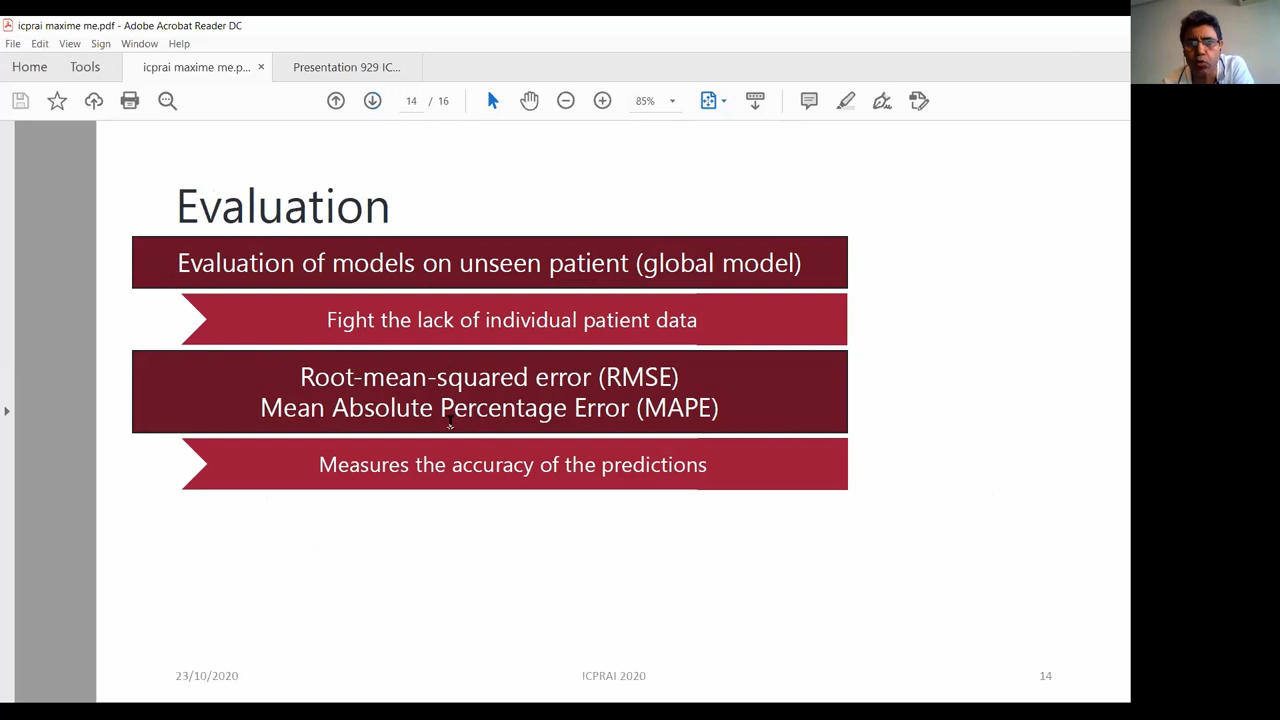 icprai maxime me.pdf - Adobe Acrobat Reader DC
File Edit View Sign Window Help
Home Tools icprai maxime me.p... × Presentation 929 IC...
14 / 16 85%
Evaluation
Evaluation of models on unseen patient (global model)
Fight the lack of individual patient data
Root-mean-squared error (RMSE)
Mean Absolute Percentage Error (MAPE)
Measures the accuracy of the predictions
23/10/2020 ICPRAI 2020 14